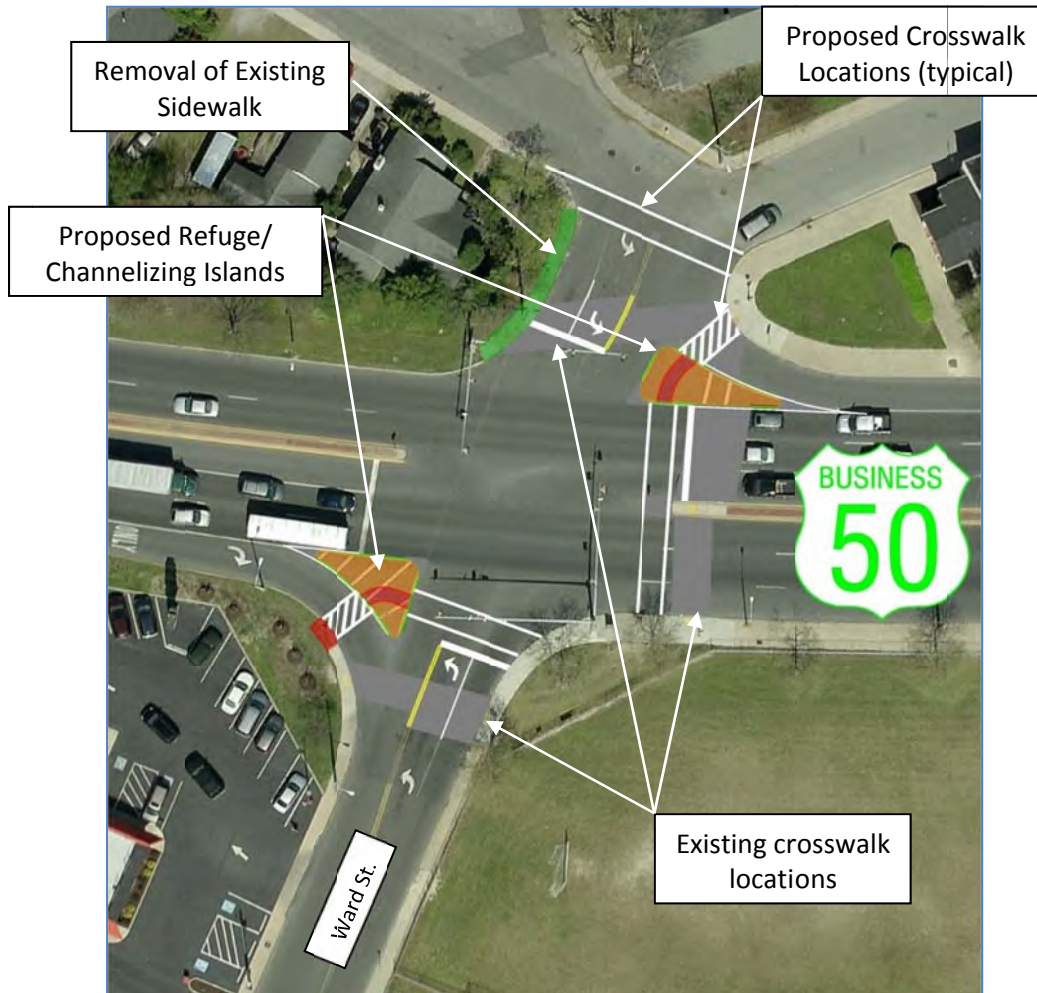 Removal of Existing
Sidewalk
Proposed Crosswalk
Locations (typical)
Proposed Refuge/
Channelizing Islands
BUSINESS
50
ONLY
Existing crosswalk
locations
Ward St.